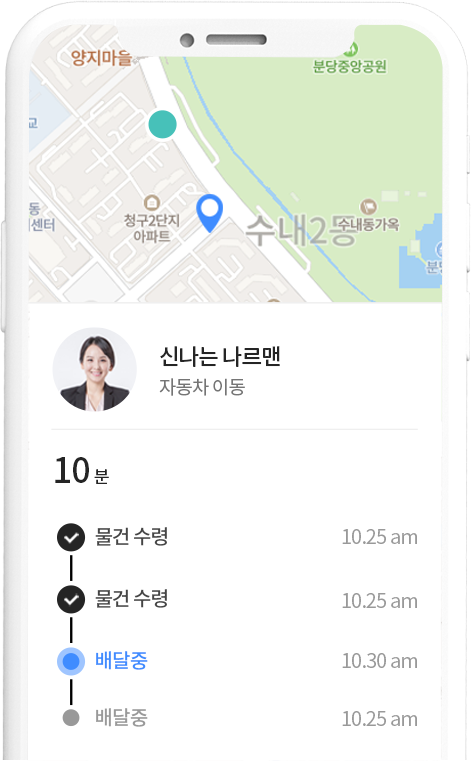 양지마을
분당중앙공원
교
동
센터
청구2단지
아파트
수내2동
수내동가옥
분당
신나는 나르맨
자동차 이동
10 분
물건 수령 10.25 am
물건 수령 10.25 am
배달중 10.30 am
배달중 10.25 am